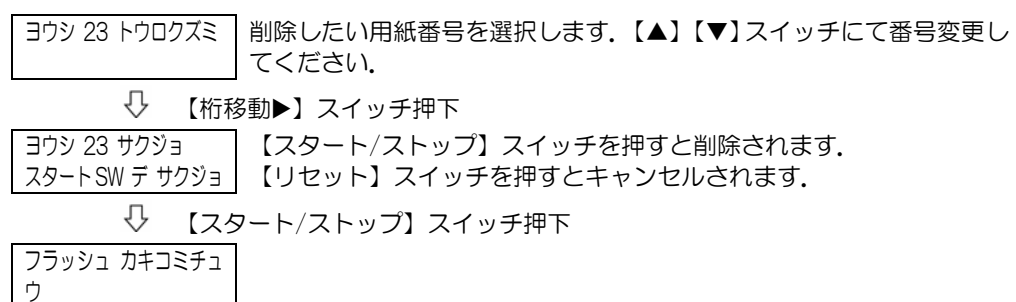 ヨウシ 23 トウロクズミ
削除したい用紙番号を選択します．【▲】【▼】スイッチにて番号変更し
てください．
【桁移動▶】スイッチ押下
ヨウシ 23 サクジョ
スタートSW デ サクジョ
【スタート/ストップ】スイッチを押すと削除されます．
【リセット】スイッチを押すとキャンセルされます．
【スタート/ストップ】スイッチ押下
フラッシュ カキコミチュ
ウ